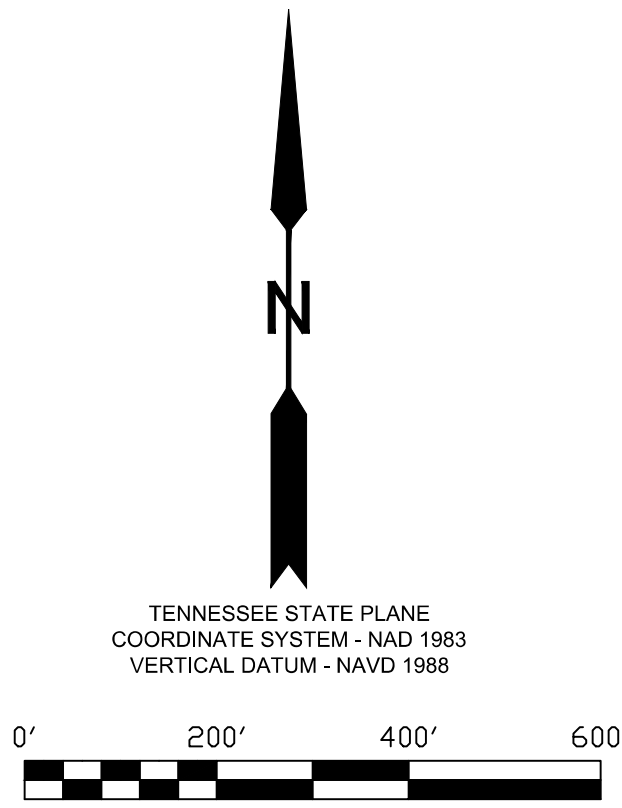 N
TENNESSEE STATE PLANE
COORDINATE SYSTEM - NAD 1983
VERTICAL DATUM - NAVD 1988
0' 200' 400' 600